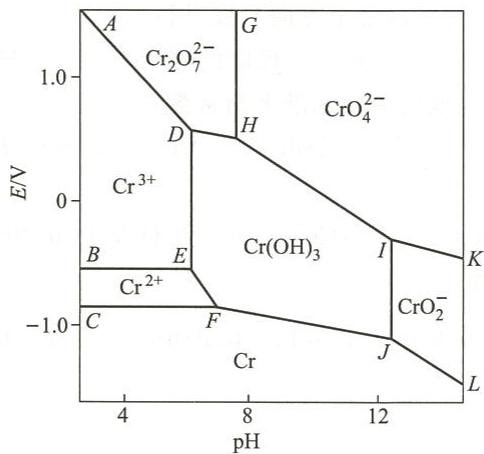 A
G
Cr₂O₇²⁻
1.0
CrO₄²⁻
D
H
E/V
Cr³⁺
0
B
E
Cr(OH)₃
I
K
Cr²⁺
CrO₂⁻
C
F
−1.0
J
Cr
L
4
8
12
pH